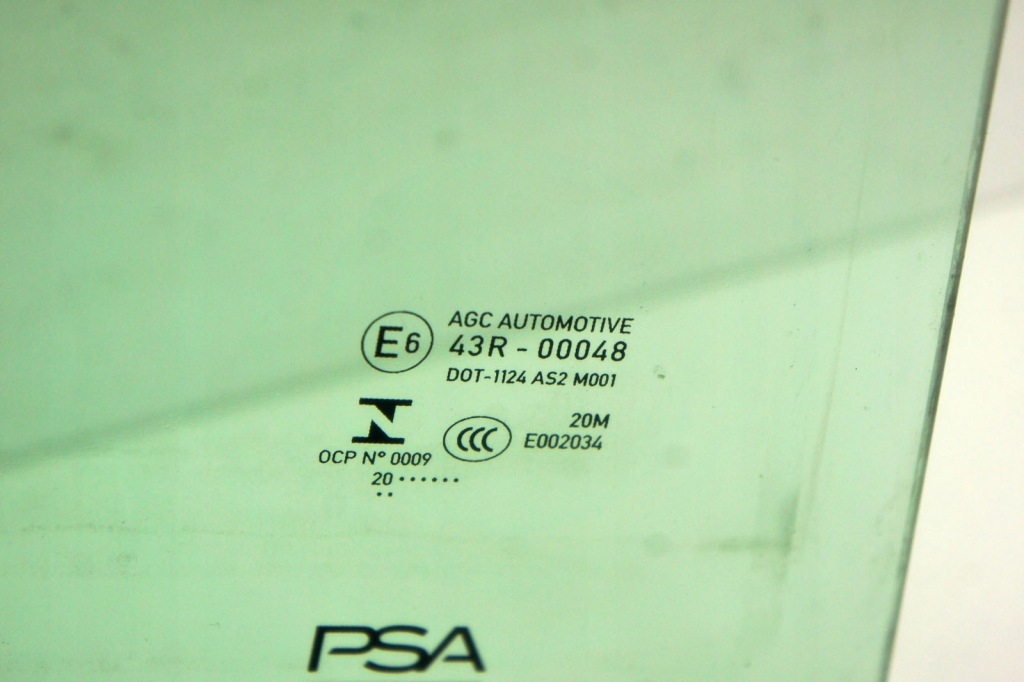 E6
AGC AUTOMOTIVE
43R - 00048
DOT-1124 AS2 M001
CCC
20M
E002034
OCP N° 0009
20 ······
··
PSA